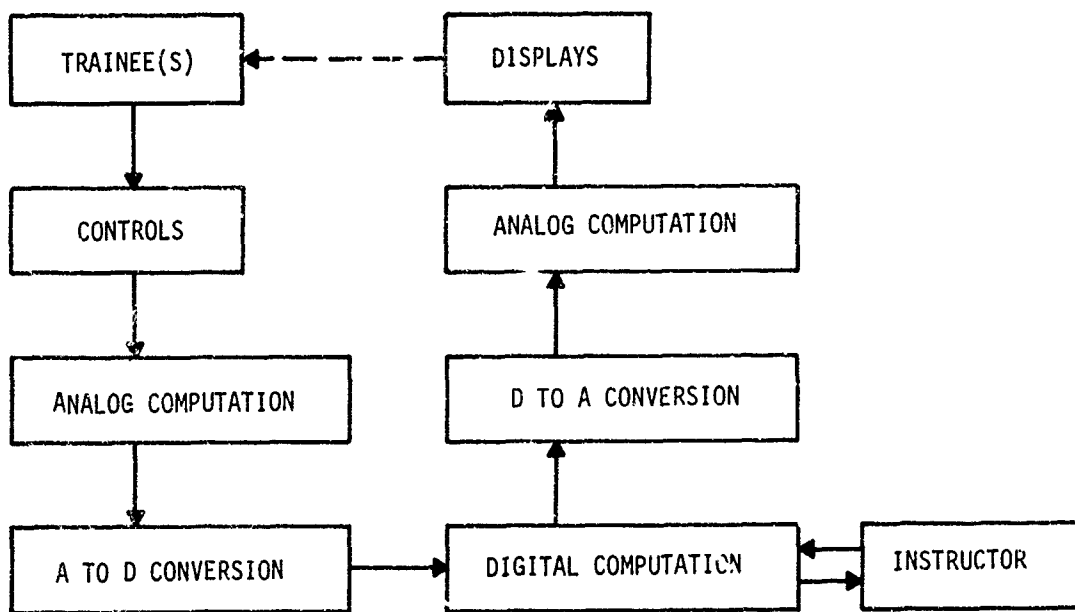 TRAINEE(S)
DISPLAYS
CONTROLS
ANALOG COMPUTATION
ANALOG COMPUTATION
D TO A CONVERSION
A TO D CONVERSION
DIGITAL COMPUTATION
INSTRUCTOR